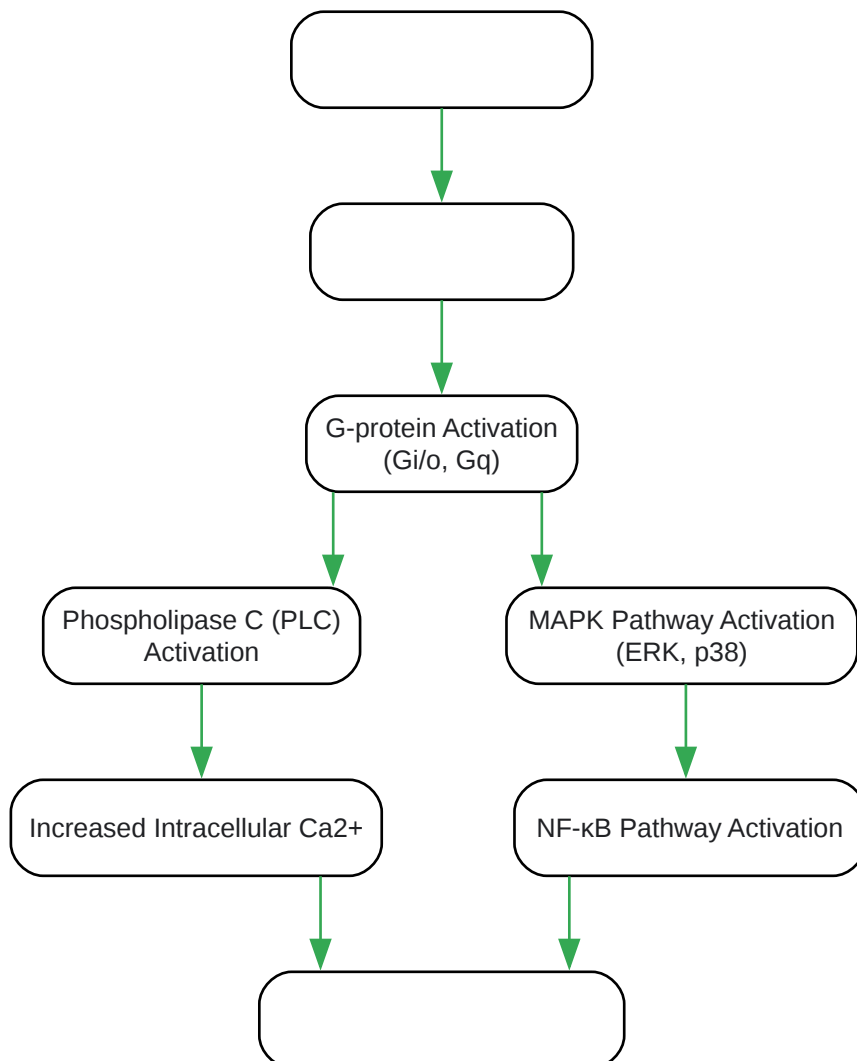 G-protein Activation
(Gi/o, Gq)
Phospholipase C (PLC)
Activation
MAPK Pathway Activation
(ERK, p38)
Increased Intracellular Ca2+
NF-κB Pathway Activation